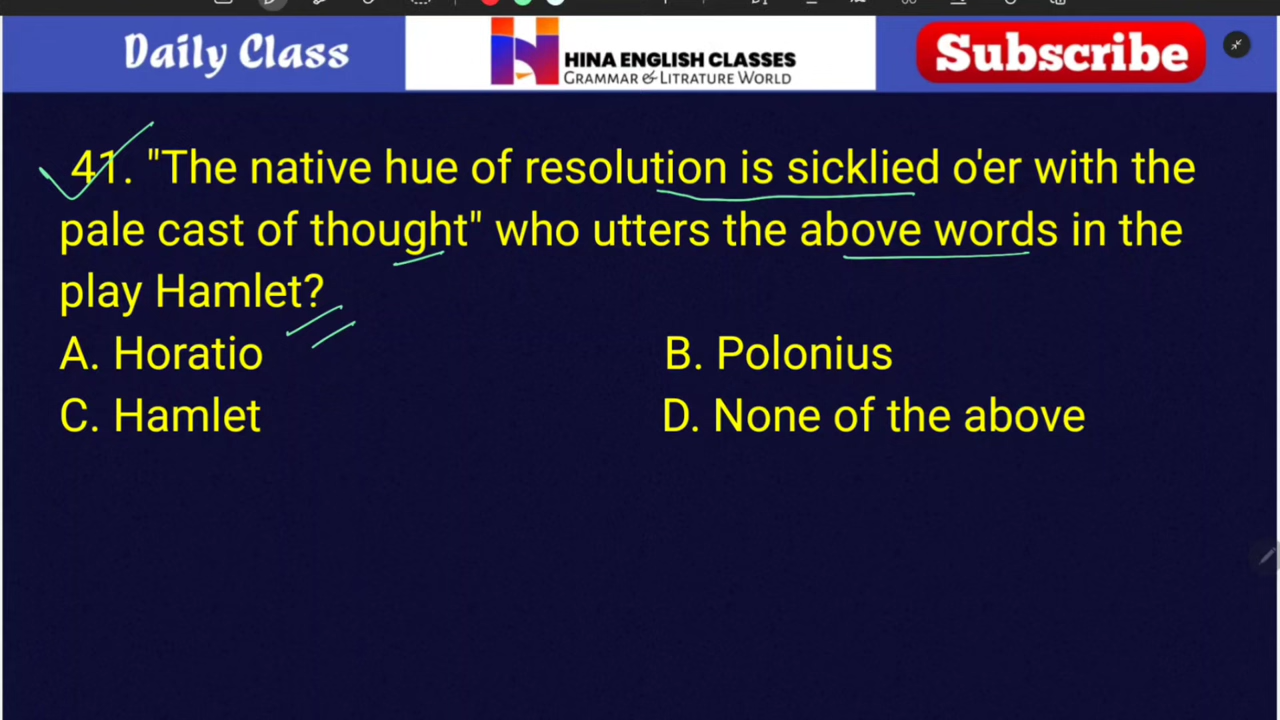 Daily Class
HINA ENGLISH CLASSES
GRAMMAR & LITRATURE WORLD
Subscribe
41. "The native hue of resolution is sicklied o'er with the
pale cast of thought" who utters the above words in the
play Hamlet?
A. Horatio
B. Polonius
C. Hamlet
D. None of the above